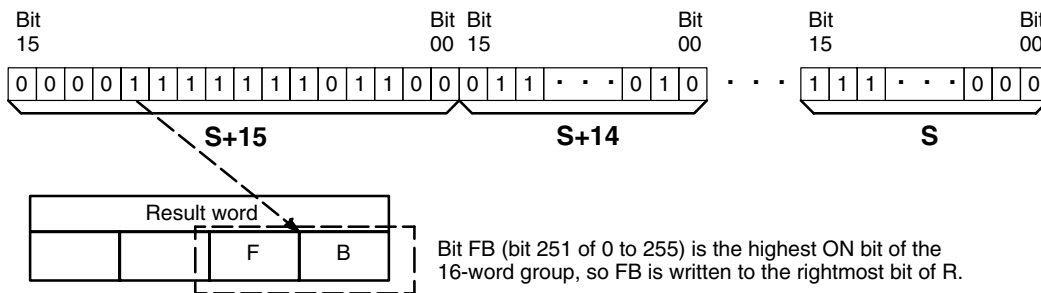 Bit Bit Bit Bit Bit Bit
15 00 15 00 15 00
0 0 0 0 1 1 1 1 1 1 1 0 1 1 0 0 0 1 1 · · · 0 1 0 · · · 1 1 1 · · · 0 0 0
S+15 S+14 S
Result word
F B
Bit FB (bit 251 of 0 to 255) is the highest ON bit of the
16-word group, so FB is written to the rightmost bit of R.